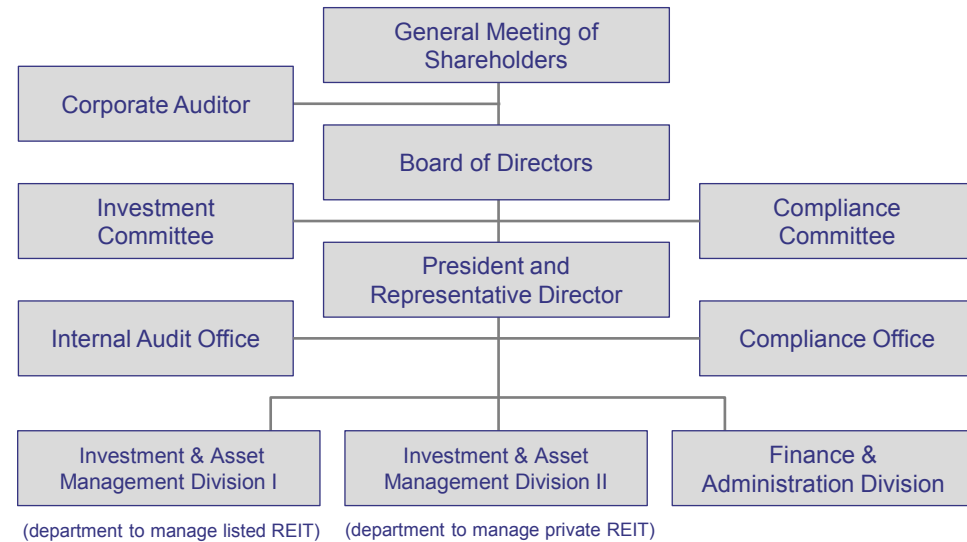 General Meeting of
Shareholders
Corporate Auditor
Board of Directors
Investment
Committee
Compliance
Committee
President and
Representative Director
Internal Audit Office
Compliance Office
Investment & Asset
Management Division I
Investment & Asset
Management Division II
Finance &
Administration Division
(department to manage listed REIT)
(department to manage private REIT)